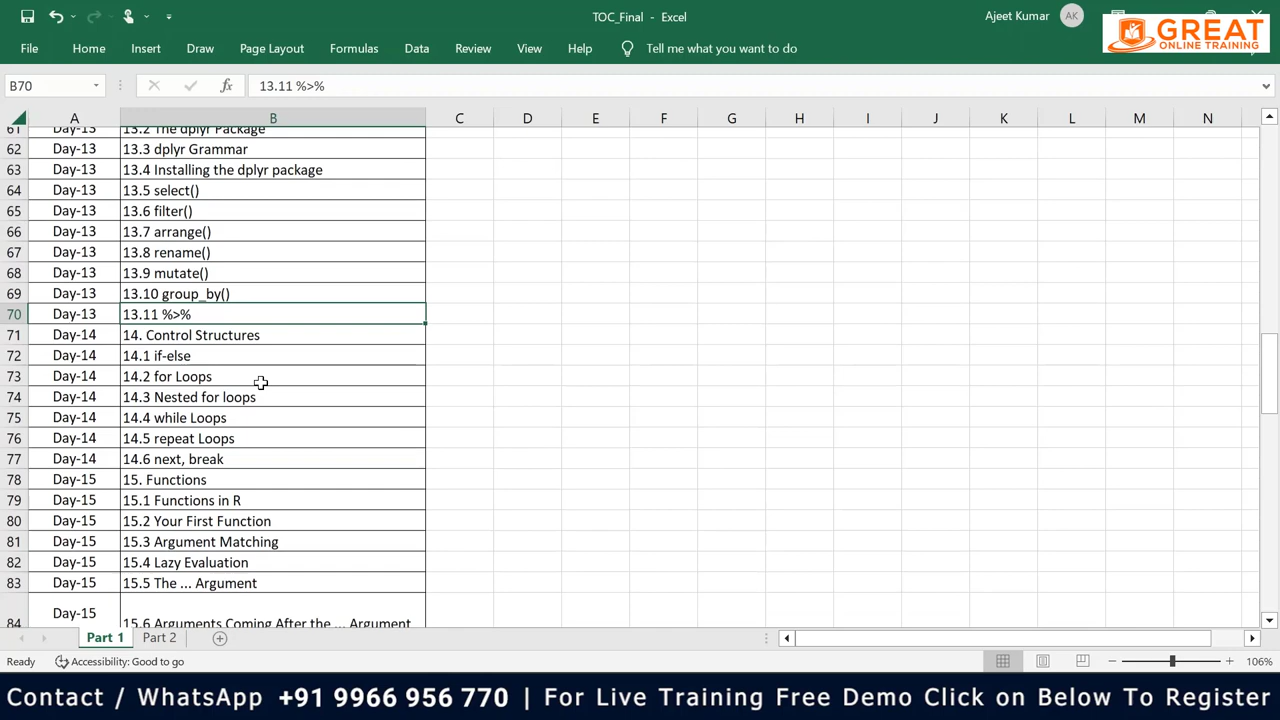 TOC_Final - Excel
Ajeet Kumar
AK
GREAT
ONLINE TRAINING
File Home Insert Draw Page Layout Formulas Data Review View Help Tell me what you want to do
B70 fx 13.11 %>%
A B C D E F G H I J K L M N
61 Day-13 13.2 The dplyr Package
62 Day-13 13.3 dplyr Grammar
63 Day-13 13.4 Installing the dplyr package
64 Day-13 13.5 select()
65 Day-13 13.6 filter()
66 Day-13 13.7 arrange()
67 Day-13 13.8 rename()
68 Day-13 13.9 mutate()
69 Day-13 13.10 group_by()
70 Day-13 13.11 %>%
71 Day-14 14. Control Structures
72 Day-14 14.1 if-else
73 Day-14 14.2 for Loops
74 Day-14 14.3 Nested for loops
75 Day-14 14.4 while Loops
76 Day-14 14.5 repeat Loops
77 Day-14 14.6 next, break
78 Day-15 15. Functions
79 Day-15 15.1 Functions in R
80 Day-15 15.2 Your First Function
81 Day-15 15.3 Argument Matching
82 Day-15 15.4 Lazy Evaluation
83 Day-15 15.5 The ... Argument
84 Day-15 15.6 Arguments Coming After the ... Argument
Part 1 Part 2
Ready Accessibility: Good to go 106%
Contact / WhatsApp +91 9966 956 770 | For Live Training Free Demo Click on Below To Register